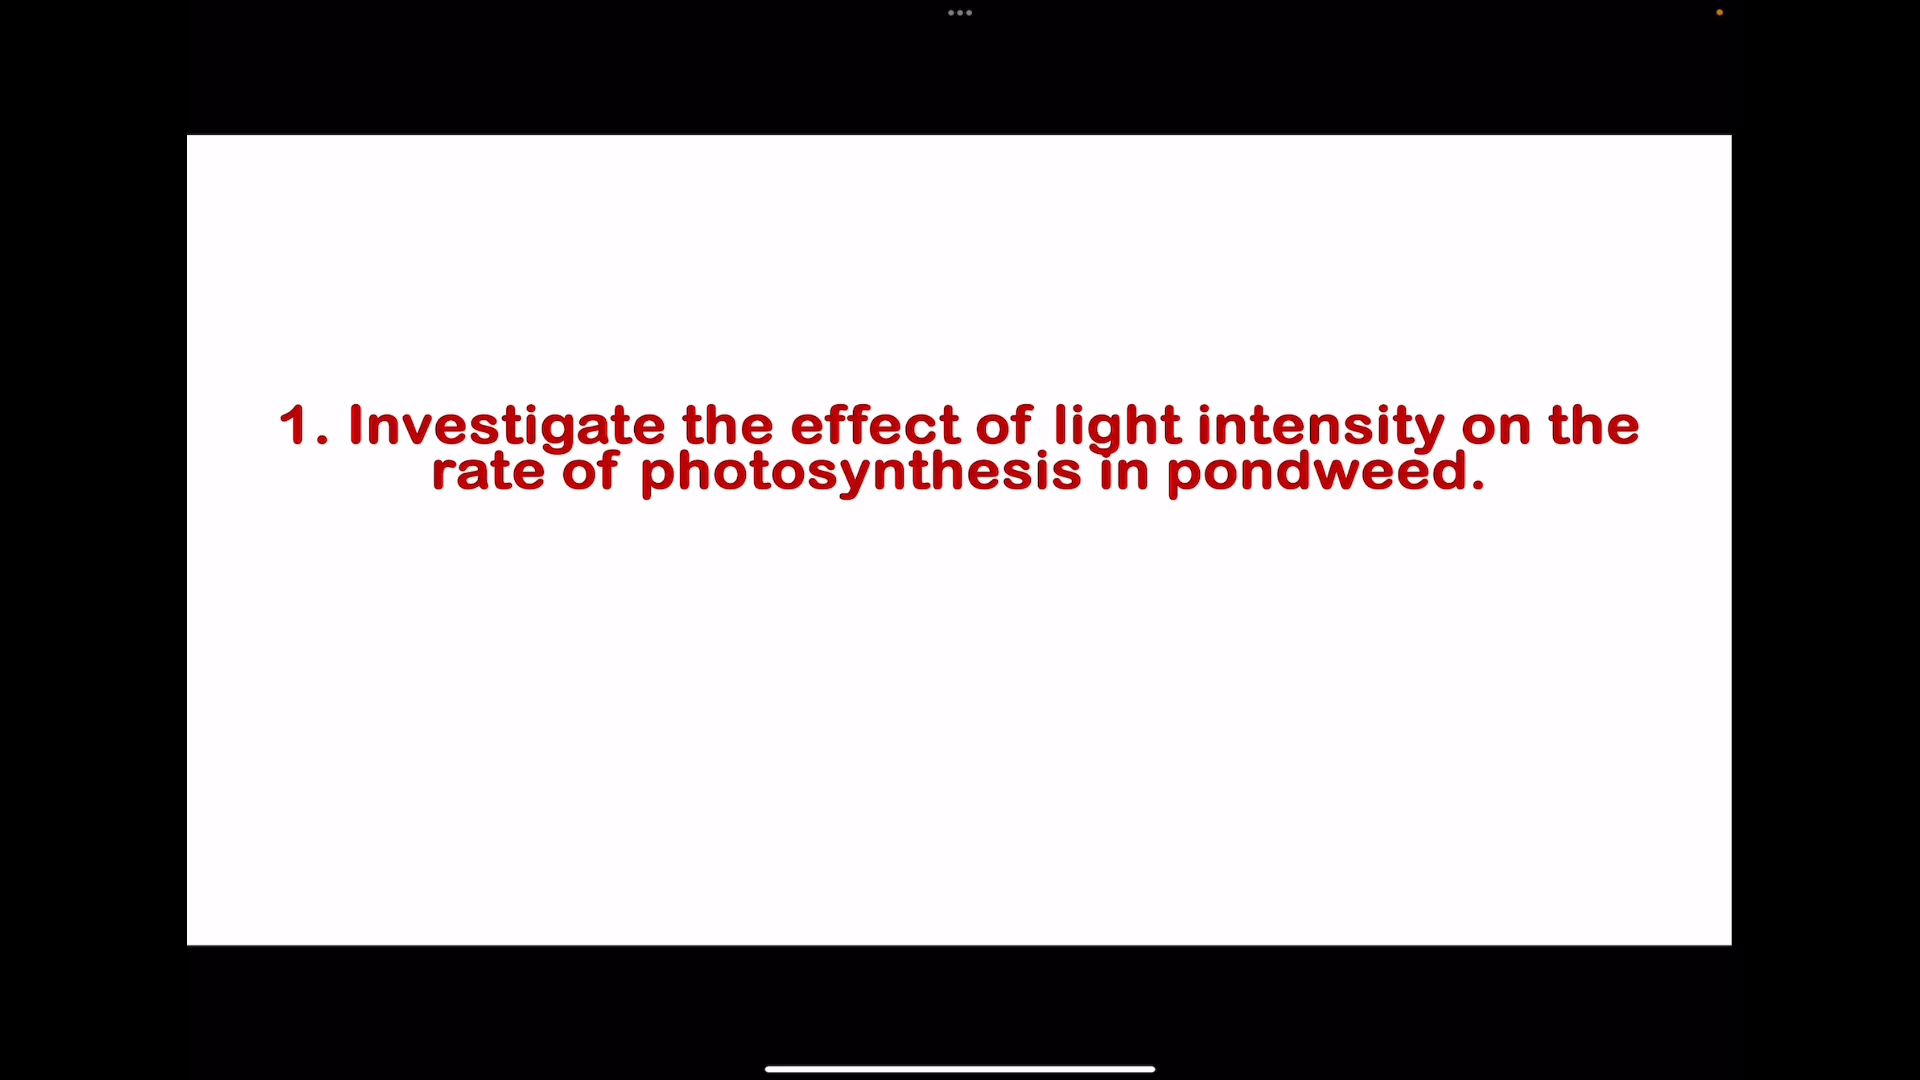 1. Investigate the effect of light intensity on the
rate of photosynthesis in pondweed.